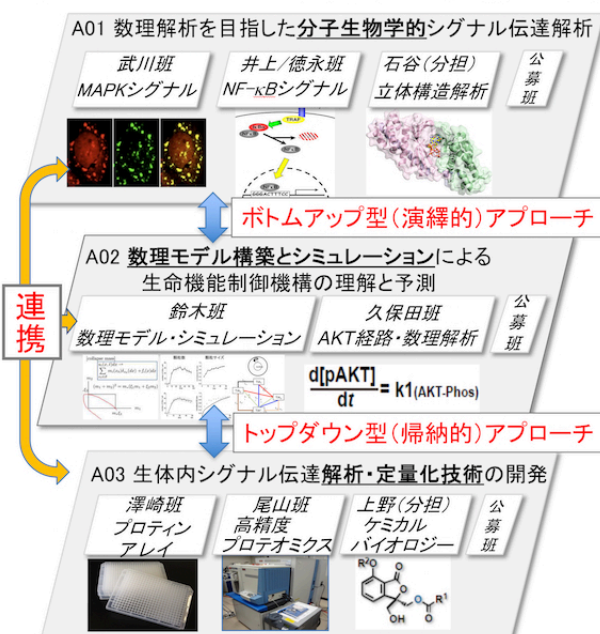 A01 数理解析を目指した分子生物学的シグナル伝達解析
武川班
MAPKシグナル
井上/徳永班
NF-κBシグナル
石谷(分担)
立体構造解析
公募班
TRAF
GGGACTTTCC
ボトムアップ型(演繹的)アプローチ
A02 数理モデル構築とシミュレーションによる
生命機能制御機構の理解と予測
連携
鈴木班
数理モデル・シミュレーション
久保田班
AKT経路・数理解析
公募班
d[pAKT]
dt
= k1(AKT-Phos)
トップダウン型(帰納的)アプローチ
A03 生体内シグナル伝達解析・定量化技術の開発
澤崎班
プロティン
アレイ
尾山班
高精度
プロテオミクス
上野(分担)
ケミカル
バイオロジー
公募班
R²
O
O
O
O
R¹
O
OH